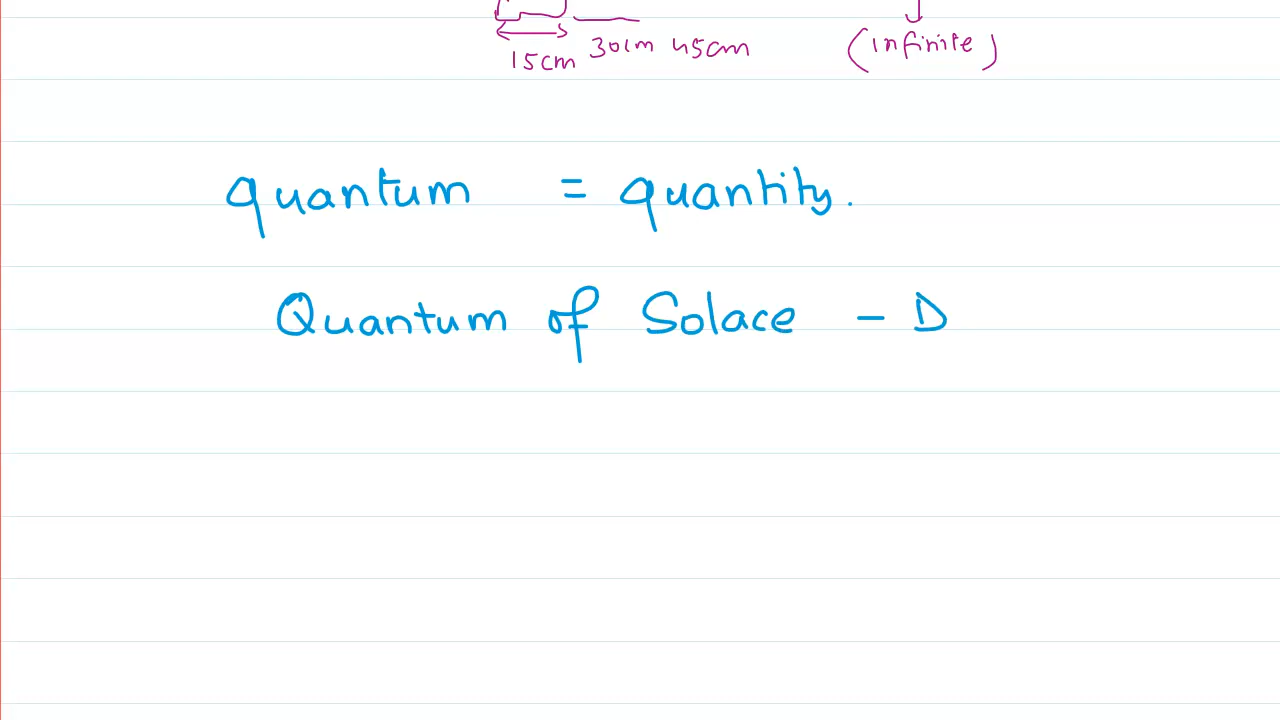 15cm 30cm 45cm (infinite)
quantum = quantity.
Quantum of Solace - D